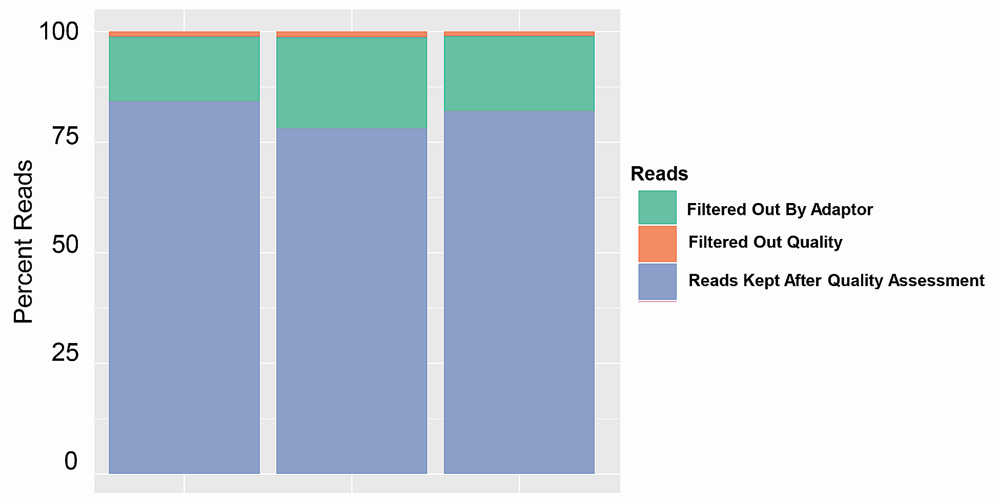 100
75
50
25
0
Percent Reads
Reads
Filtered Out By Adaptor
Filtered Out Quality
Reads Kept After Quality Assessment